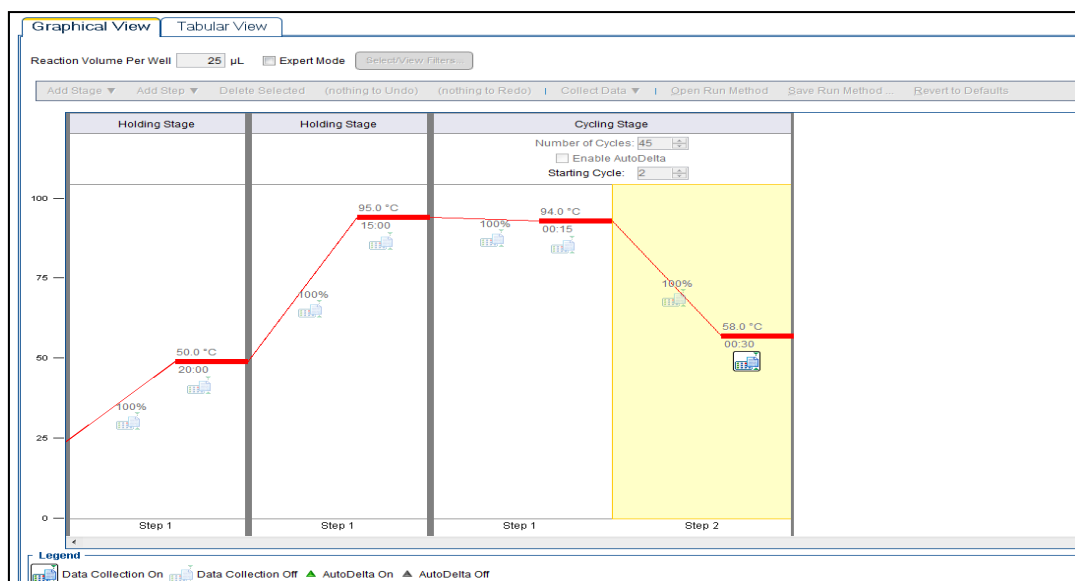 Graphical View Tabular View
Reaction Volume Per Well 25 µL Expert Mode Select/View Filters...
Add Stage ▼ Add Step ▼ Delete Selected (nothing to Undo) (nothing to Redo) | Collect Data ▼ | Open Run Method Save Run Method ... Revert to Defaults
Holding Stage Holding Stage Cycling Stage
Number of Cycles: 45
Enable AutoDelta
Starting Cycle: 2
100
95.0 °C 94.0 °C
15:00 100% 00:15
75
100% 100%
58.0 °C
50 50.0 °C 00:30
20:00
100%
25
0
Step 1 Step 1 Step 1 Step 2
Legend
Data Collection On Data Collection Off AutoDelta On AutoDelta Off